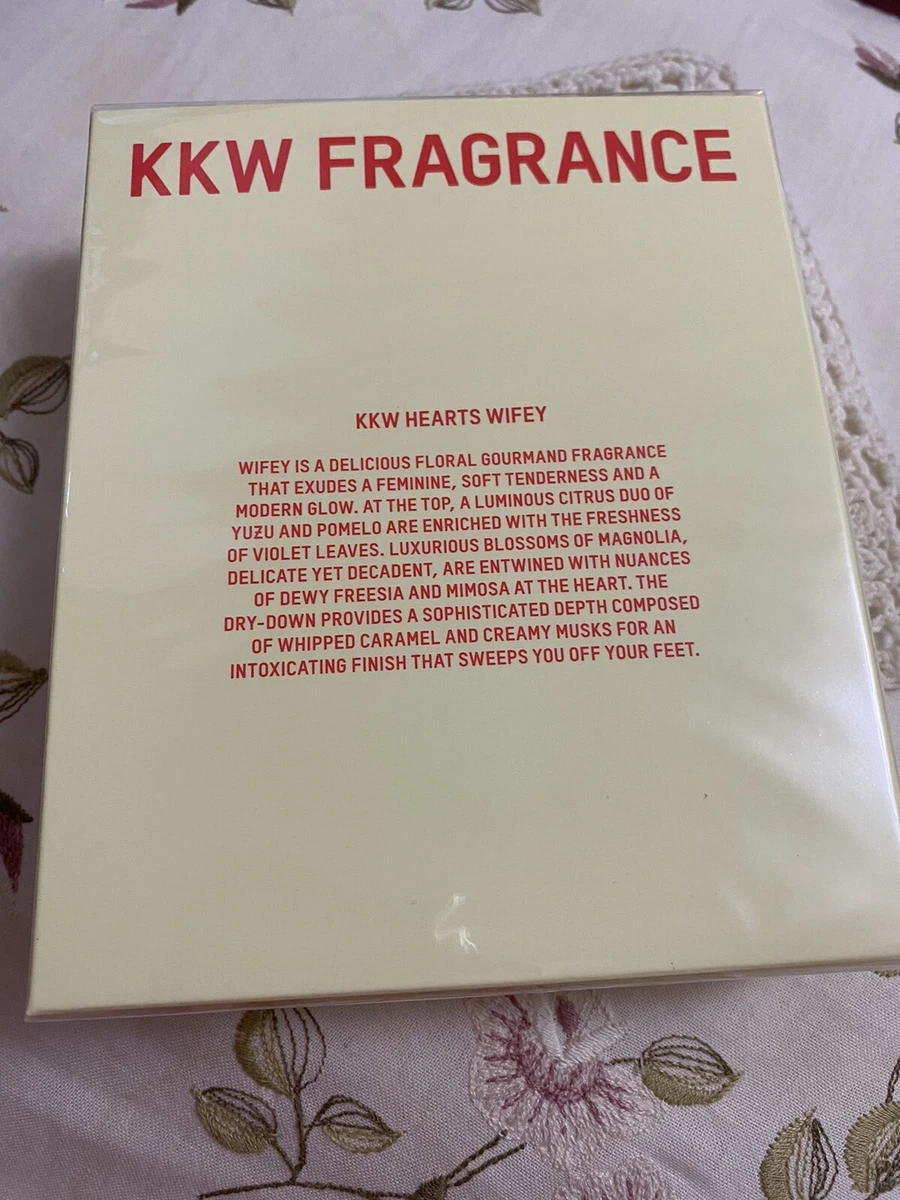 KKW FRAGRANCE
KKW HEARTS WIFEY
WIFEY IS A DELICIOUS FLORAL GOURMAND FRAGRANCE
THAT EXUDES A FEMININE, SOFT TENDERNESS AND A
MODERN GLOW. AT THE TOP, A LUMINOUS CITRUS DUO OF
YUZU AND POMELO ARE ENRICHED WITH THE FRESHNESS
OF VIOLET LEAVES. LUXURIOUS BLOSSOMS OF MAGNOLIA,
DELICATE YET DECADENT, ARE ENTWINED WITH NUANCES
OF DEWY FREESIA AND MIMOSA AT THE HEART. THE
DRY-DOWN PROVIDES A SOPHISTICATED DEPTH COMPOSED
OF WHIPPED CARAMEL AND CREAMY MUSKS FOR AN
INTOXICATING FINISH THAT SWEEPS YOU OFF YOUR FEET.